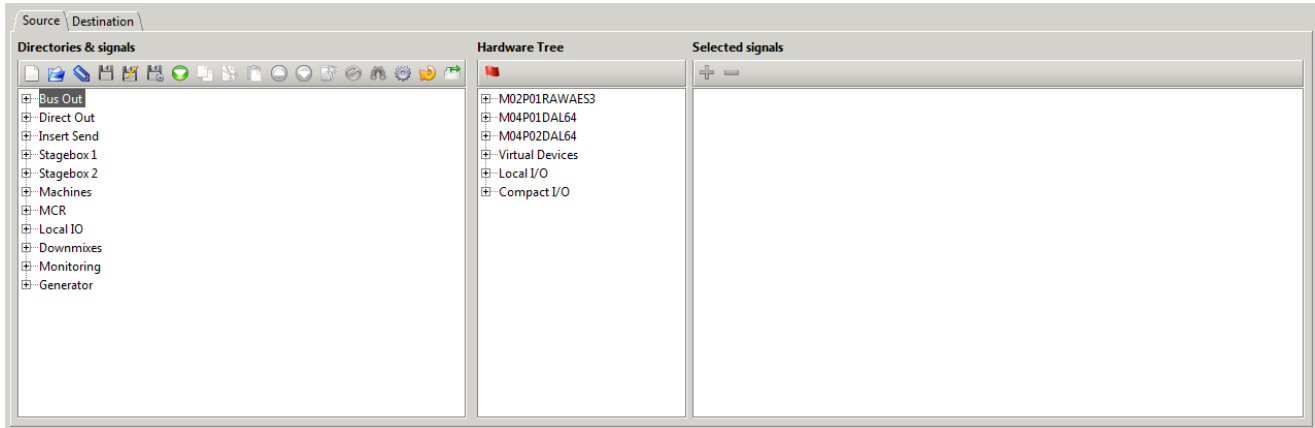 Source
Destination
Directories & signals
Bus Out
Direct Out
Insert Send
Stagebox 1
Stagebox 2
Machines
MCR
Local IO
Downmixes
Monitoring
Generator
Hardware Tree
M02P01RAWAES3
M04P01DAL64
M04P02DAL64
Virtual Devices
Local I/O
Compact I/O
Selected signals